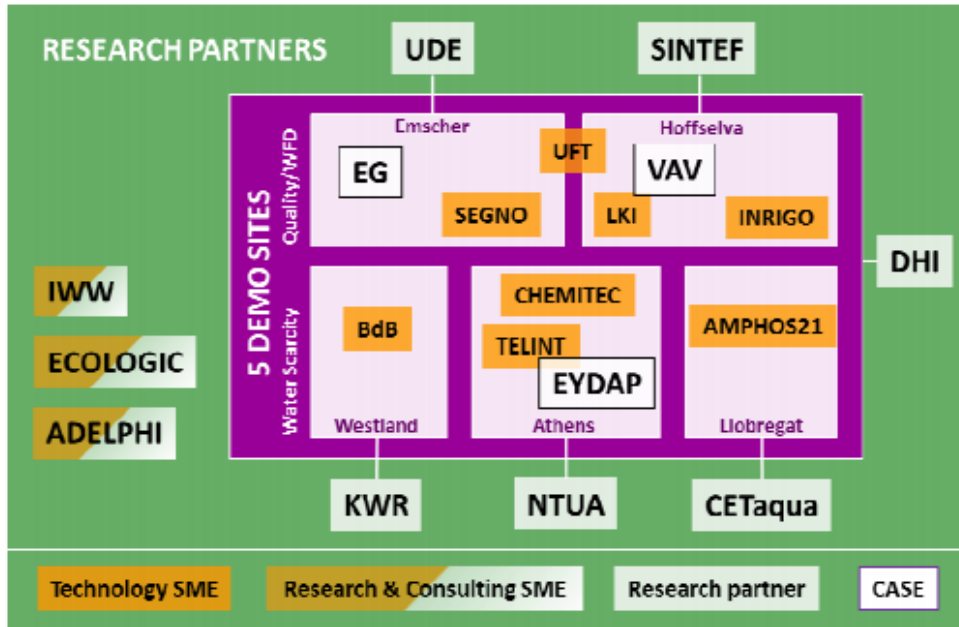 RESEARCH PARTNERS
UDE
SINTEF
5 DEMO SITES
Quality/WFD
Emscher
EG
SEGNO
UFT
Hoffselva
VAV
LKI
INRIGO
DHI
IWW
ECOLOGIC
ADELPHI
Water Scarcity
BdB
Westland
CHEMITEC
TELINT
EYDAP
Athens
AMPHOS21
Llobregat
KWR
NTUA
CETaqua
Technology SME
Research & Consulting SME
Research partner
CASE